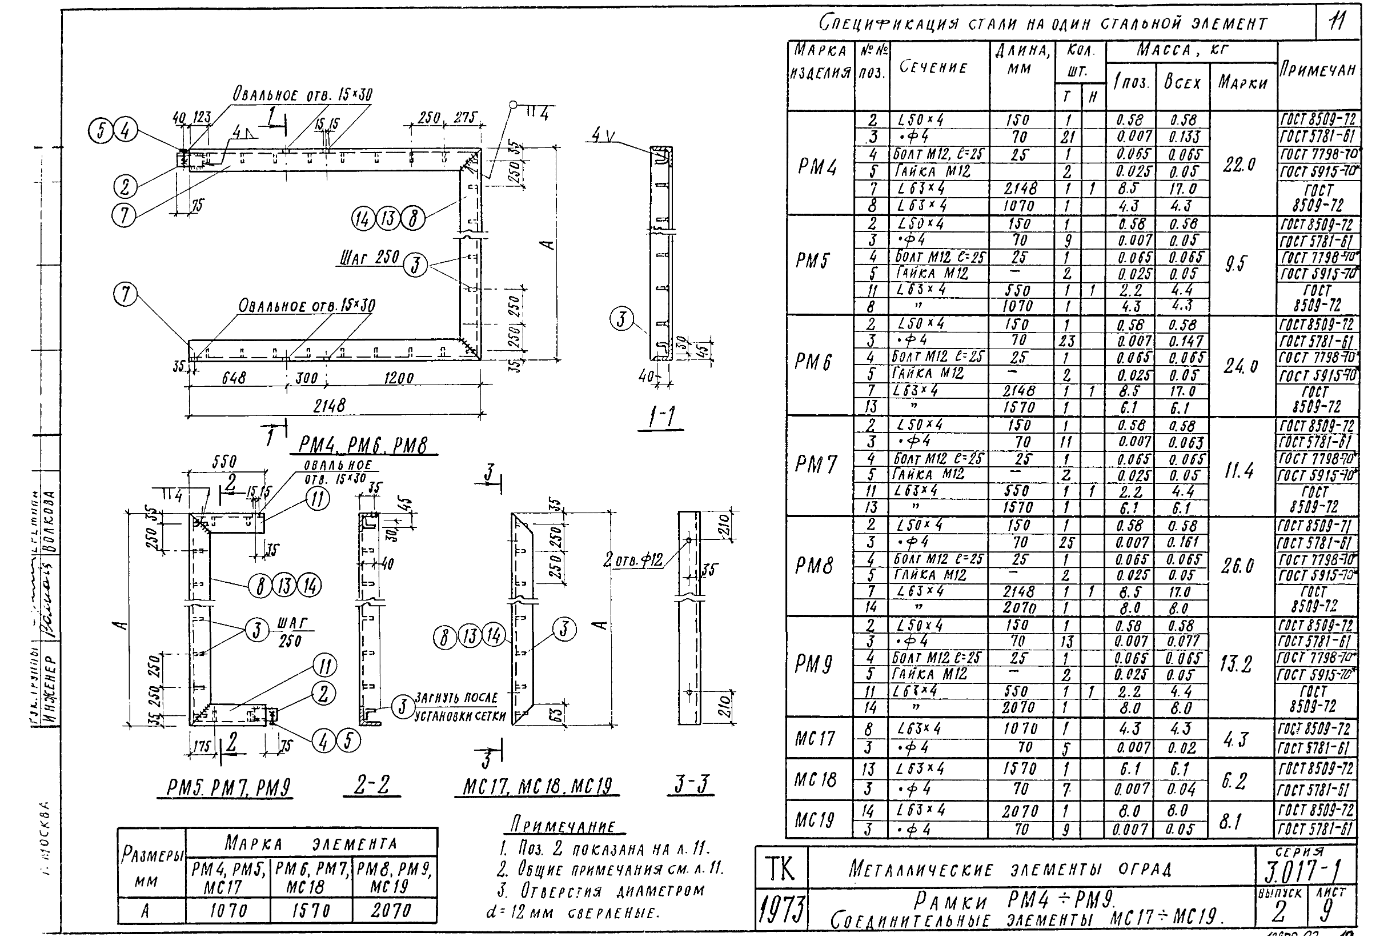 Спецификация стали на один стальной элемент
11
Марка изделия №№ поз. Сечение Длина, мм Кол. шт. Масса, кг Примечан
Т Н 1 поз. Всех Марки
РМ4 22.0
2 L50×4 150 1 0.58 0.58 ГОСТ 8509-72
3 •ф4 70 21 0.007 0.133 ГОСТ 5781-61
4 Болт М12, ℓ=25 25 1 0.065 0.065 ГОСТ 7798-70*
5 Гайка М12 2 0.025 0.05 ГОСТ 5915-70*
7 L63×4 2148 1 1 8.5 17.0 ГОСТ
8 L63×4 1070 1 4.3 4.3 8509-72
РМ5 9.5
2 L50×4 150 1 0.58 0.58 ГОСТ 8509-72
3 •ф4 70 9 0.007 0.05 ГОСТ 5781-61
4 Болт М12 ℓ=25 25 1 0.065 0.065 ГОСТ 7798-70*
5 Гайка М12 — 2 0.025 0.05 ГОСТ 5915-70*
11 L63×4 550 1 1 2.2 4.4 ГОСТ
8 " 1070 1 4.3 4.3 8509-72
РМ6 24.0
2 L50×4 150 1 0.58 0.58 ГОСТ 8509-72
3 •ф4 70 23 0.007 0.147 ГОСТ 5781-61
4 Болт М12 ℓ=25 25 1 0.065 0.065 ГОСТ 7798-70*
5 Гайка М12 — 2 0.025 0.05 ГОСТ 5915-70*
7 L63×4 2148 1 1 8.5 17.0 ГОСТ
13 " 1570 1 6.1 6.1 8509-72
РМ7 11.4
2 L50×4 150 1 0.58 0.58 ГОСТ 8509-72
3 •ф4 70 11 0.007 0.063 ГОСТ 5781-61
4 Болт М12 ℓ=25 25 1 0.065 0.065 ГОСТ 7798-70*
5 Гайка М12 — 2 0.025 0.05 ГОСТ 5915-70*
11 L63×4 550 1 1 2.2 4.4 ГОСТ
13 " 1570 1 6.1 6.1 8509-72
РМ8 26.0
2 L50×4 150 1 0.58 0.58 ГОСТ 8509-71
3 •ф4 70 25 0.007 0.161 ГОСТ 5781-61
4 Болт М12 ℓ=25 25 1 0.065 0.065 ГОСТ 7798-70*
5 Гайка М12 — 2 0.025 0.05 ГОСТ 5915-70*
7 L63×4 2148 1 1 8.5 17.0 ГОСТ
14 " 2070 1 8.0 8.0 8509-72
РМ9 13.2
2 L50×4 150 1 0.58 0.58 ГОСТ 8509-72
3 •ф4 70 13 0.007 0.077 ГОСТ 5781-61
4 Болт М12 ℓ=25 25 1 0.065 0.065 ГОСТ 7798-70*
5 Гайка М12 — 2 0.025 0.05 ГОСТ 5915-70*
11 L63×4 550 1 1 2.2 4.4 ГОСТ
14 " 2070 1 8.0 8.0 8509-72
МС17 4.3
8 L63×4 1070 1 4.3 4.3 ГОСТ 8509-72
3 •ф4 70 5 0.007 0.02 ГОСТ 5781-61
МС18 6.2
13 L63×4 1570 1 6.1 6.1 ГОСТ 8509-72
3 •ф4 70 7 0.007 0.04 ГОСТ 5781-61
МС19 8.1
14 L63×4 2070 1 8.0 8.0 ГОСТ 8509-72
3 •ф4 70 9 0.007 0.05 ГОСТ 5781-61
Овальное отв. 15×30
40 123 1 15 15 250 275 4
5 4 4
2
7
75
14 13 8
Шаг 250 3
35 250 250 250 35
А
7 Овальное отв. 15×30
35
648 300 1200
2148
1
РМ4, РМ6, РМ8
4
3
40 30 45
1-1
550
4 2
овальное
отв. 15×30
15 15
11
35 250
35
8 13 14
А
3 Шаг
250
250 250 35
11
2
4 5
175 2 75
РМ5, РМ7, РМ9
35 45 30
40
3 Загнуть после
установки сетки
2-2
3
35 250 250
8 13 14
3
А
63
3
МС17, МС18, МС19
210
2 отв. ф12
35
210
3-3
Размеры мм Марка элемента
РМ4, РМ5, МС17 РМ6, РМ7, МС18 РМ8, РМ9, МС19
А 1070 1570 2070
Примечание
1. Поз. 2 показана на л. 11.
2. Общие примечания см. л. 11.
3. Отверстия диаметром
d=12 мм сверленые.
ТК
1973
Металлические элементы оград
Рамки РМ4÷РМ9.
Соединительные элементы МС17÷МС19.
серия
3.017-1
выпуск лист
2 9
Инженер Волкова
г. Москва